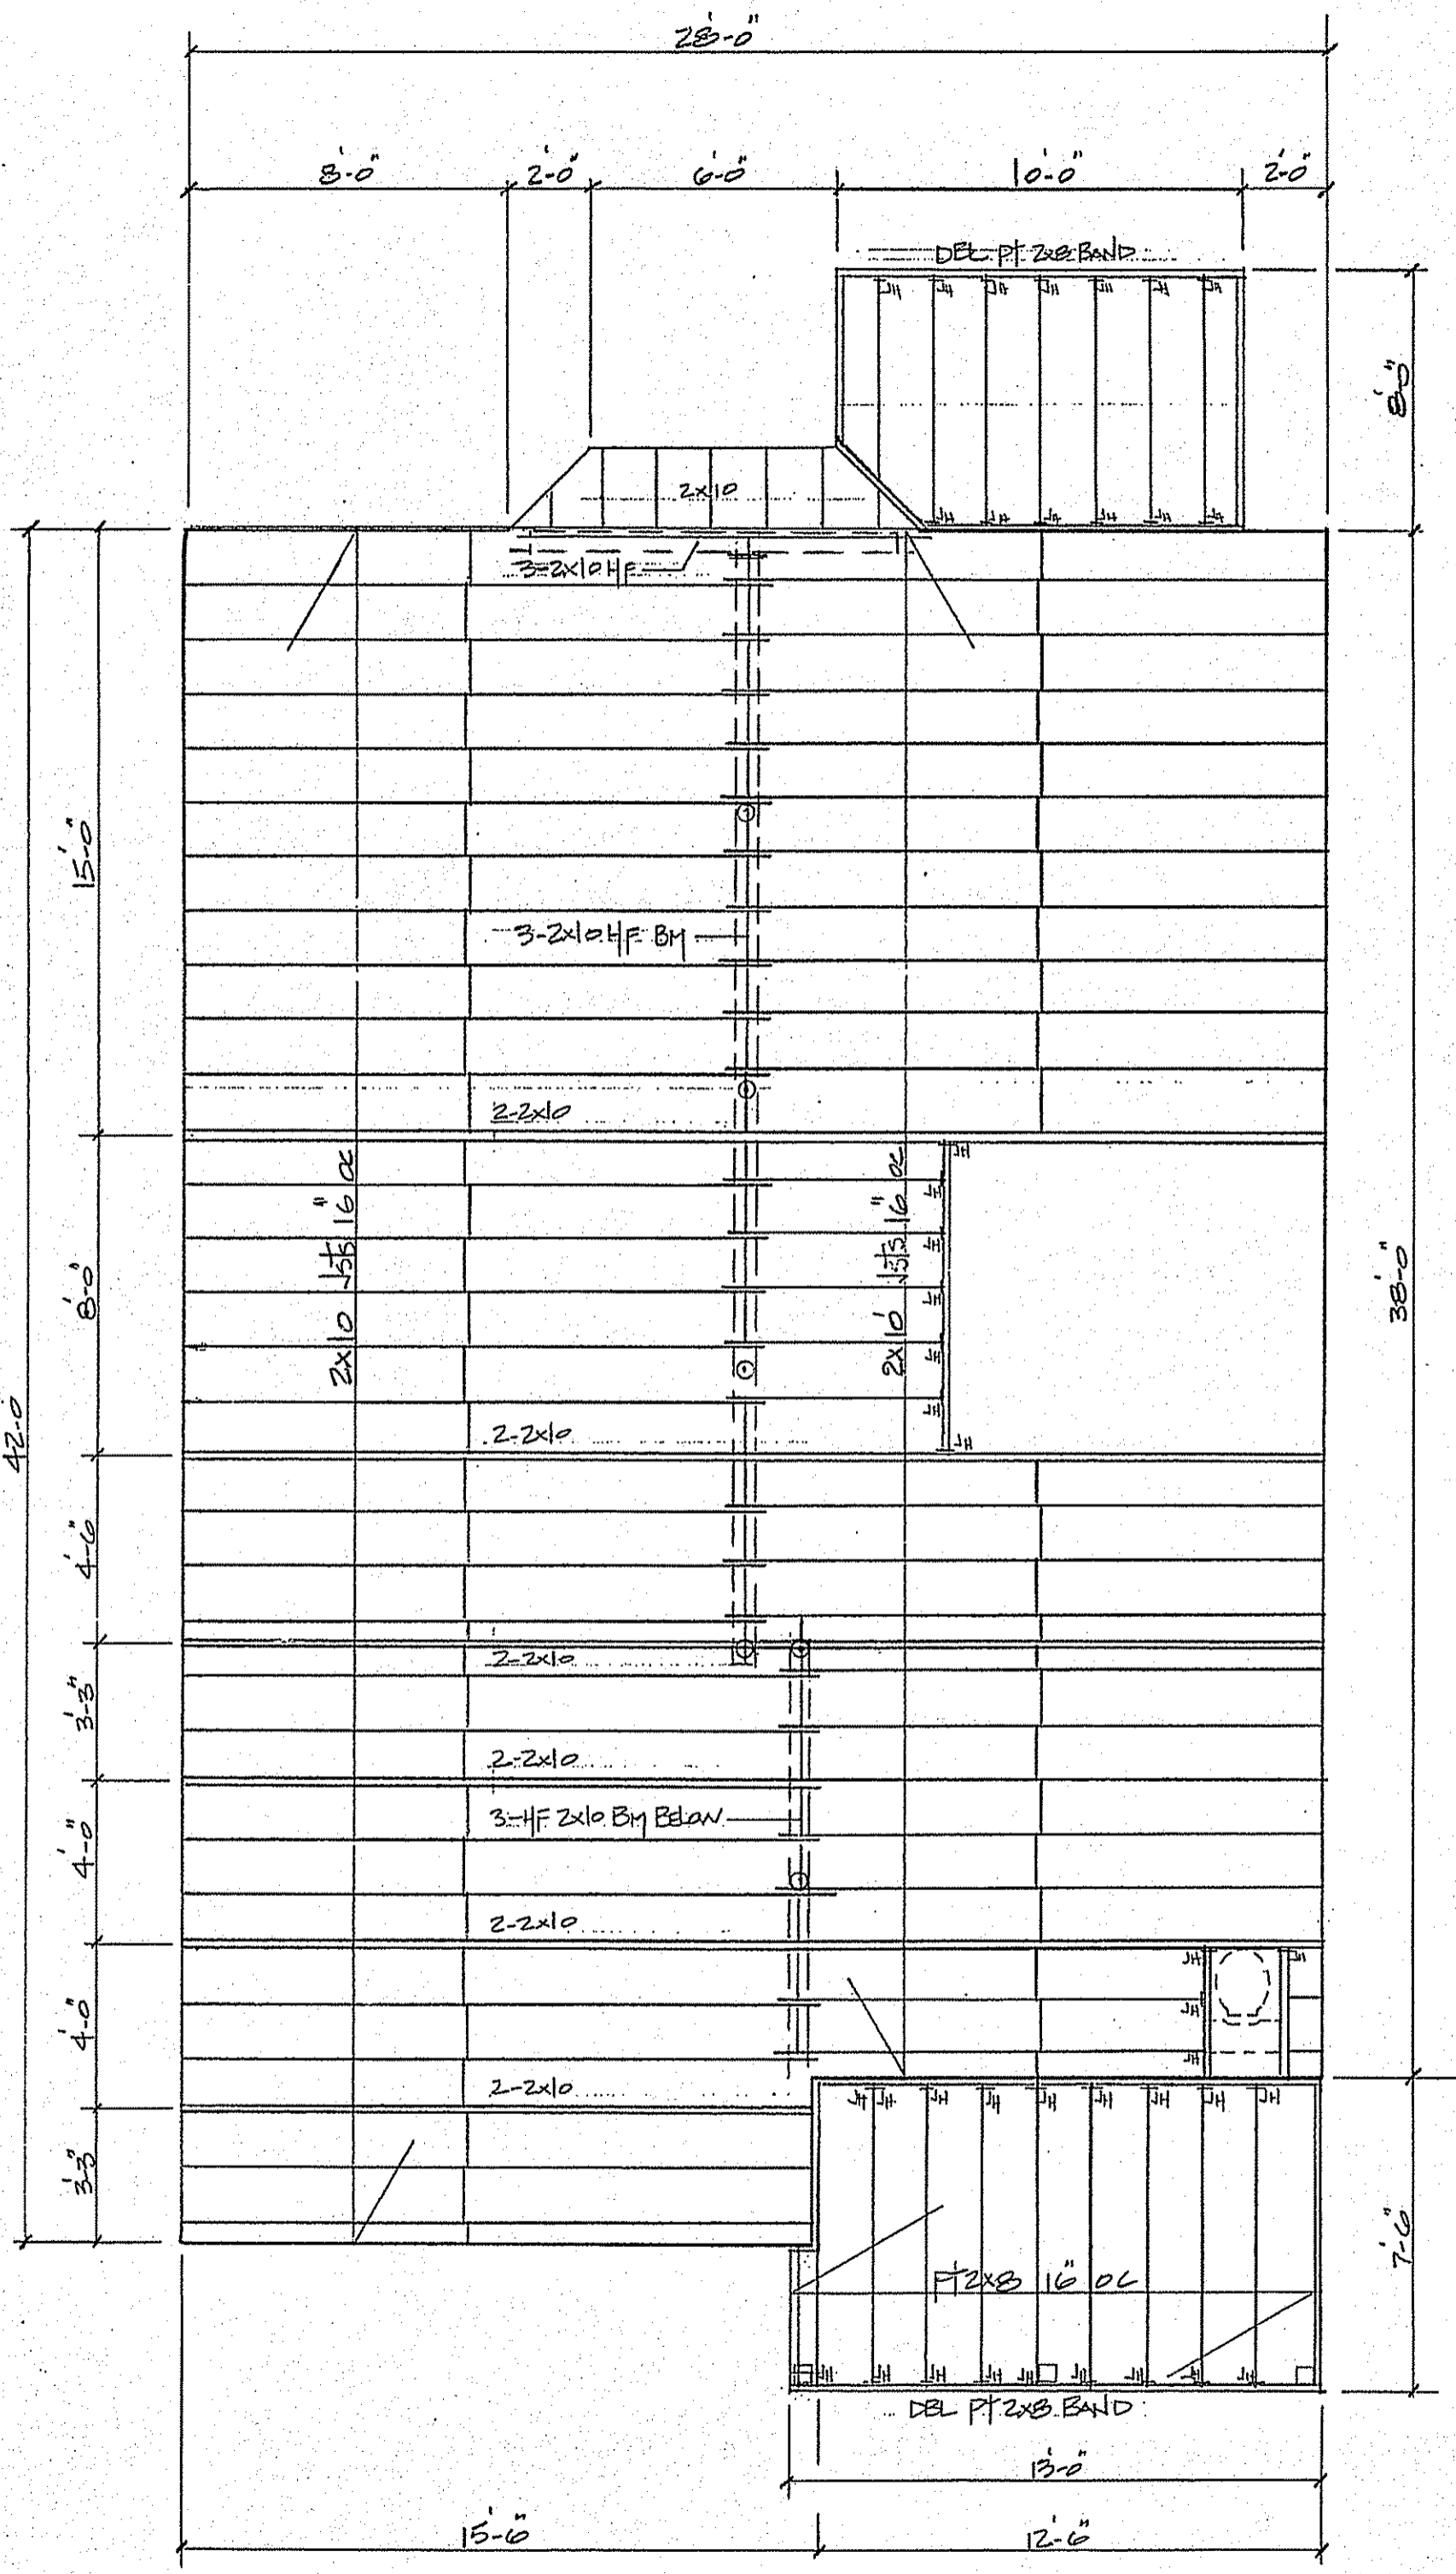 28'-0"
8'-0"
2'-0"
6'-0"
10'-0"
2'-0"
DBL PT 2x8 BAND
8'-0"
2x10
3-2x10 HF
15'-0"
3-2x10 HF BM
2-2x10
2x10 JSTS 16" OC
2x10 JSTS 16" OC
8'-0"
38'-0"
42-0
2-2x10
4'-6"
2-2x10
3'-3"
2-2x10
3-HF 2x10 BM BELOW
4'-0"
2-2x10
4'-0"
2-2x10
3'-3"
PT 2x8 16" OC
7'-6"
DBL PT 2x8 BAND
13'-0"
15'-6"
12'-6"